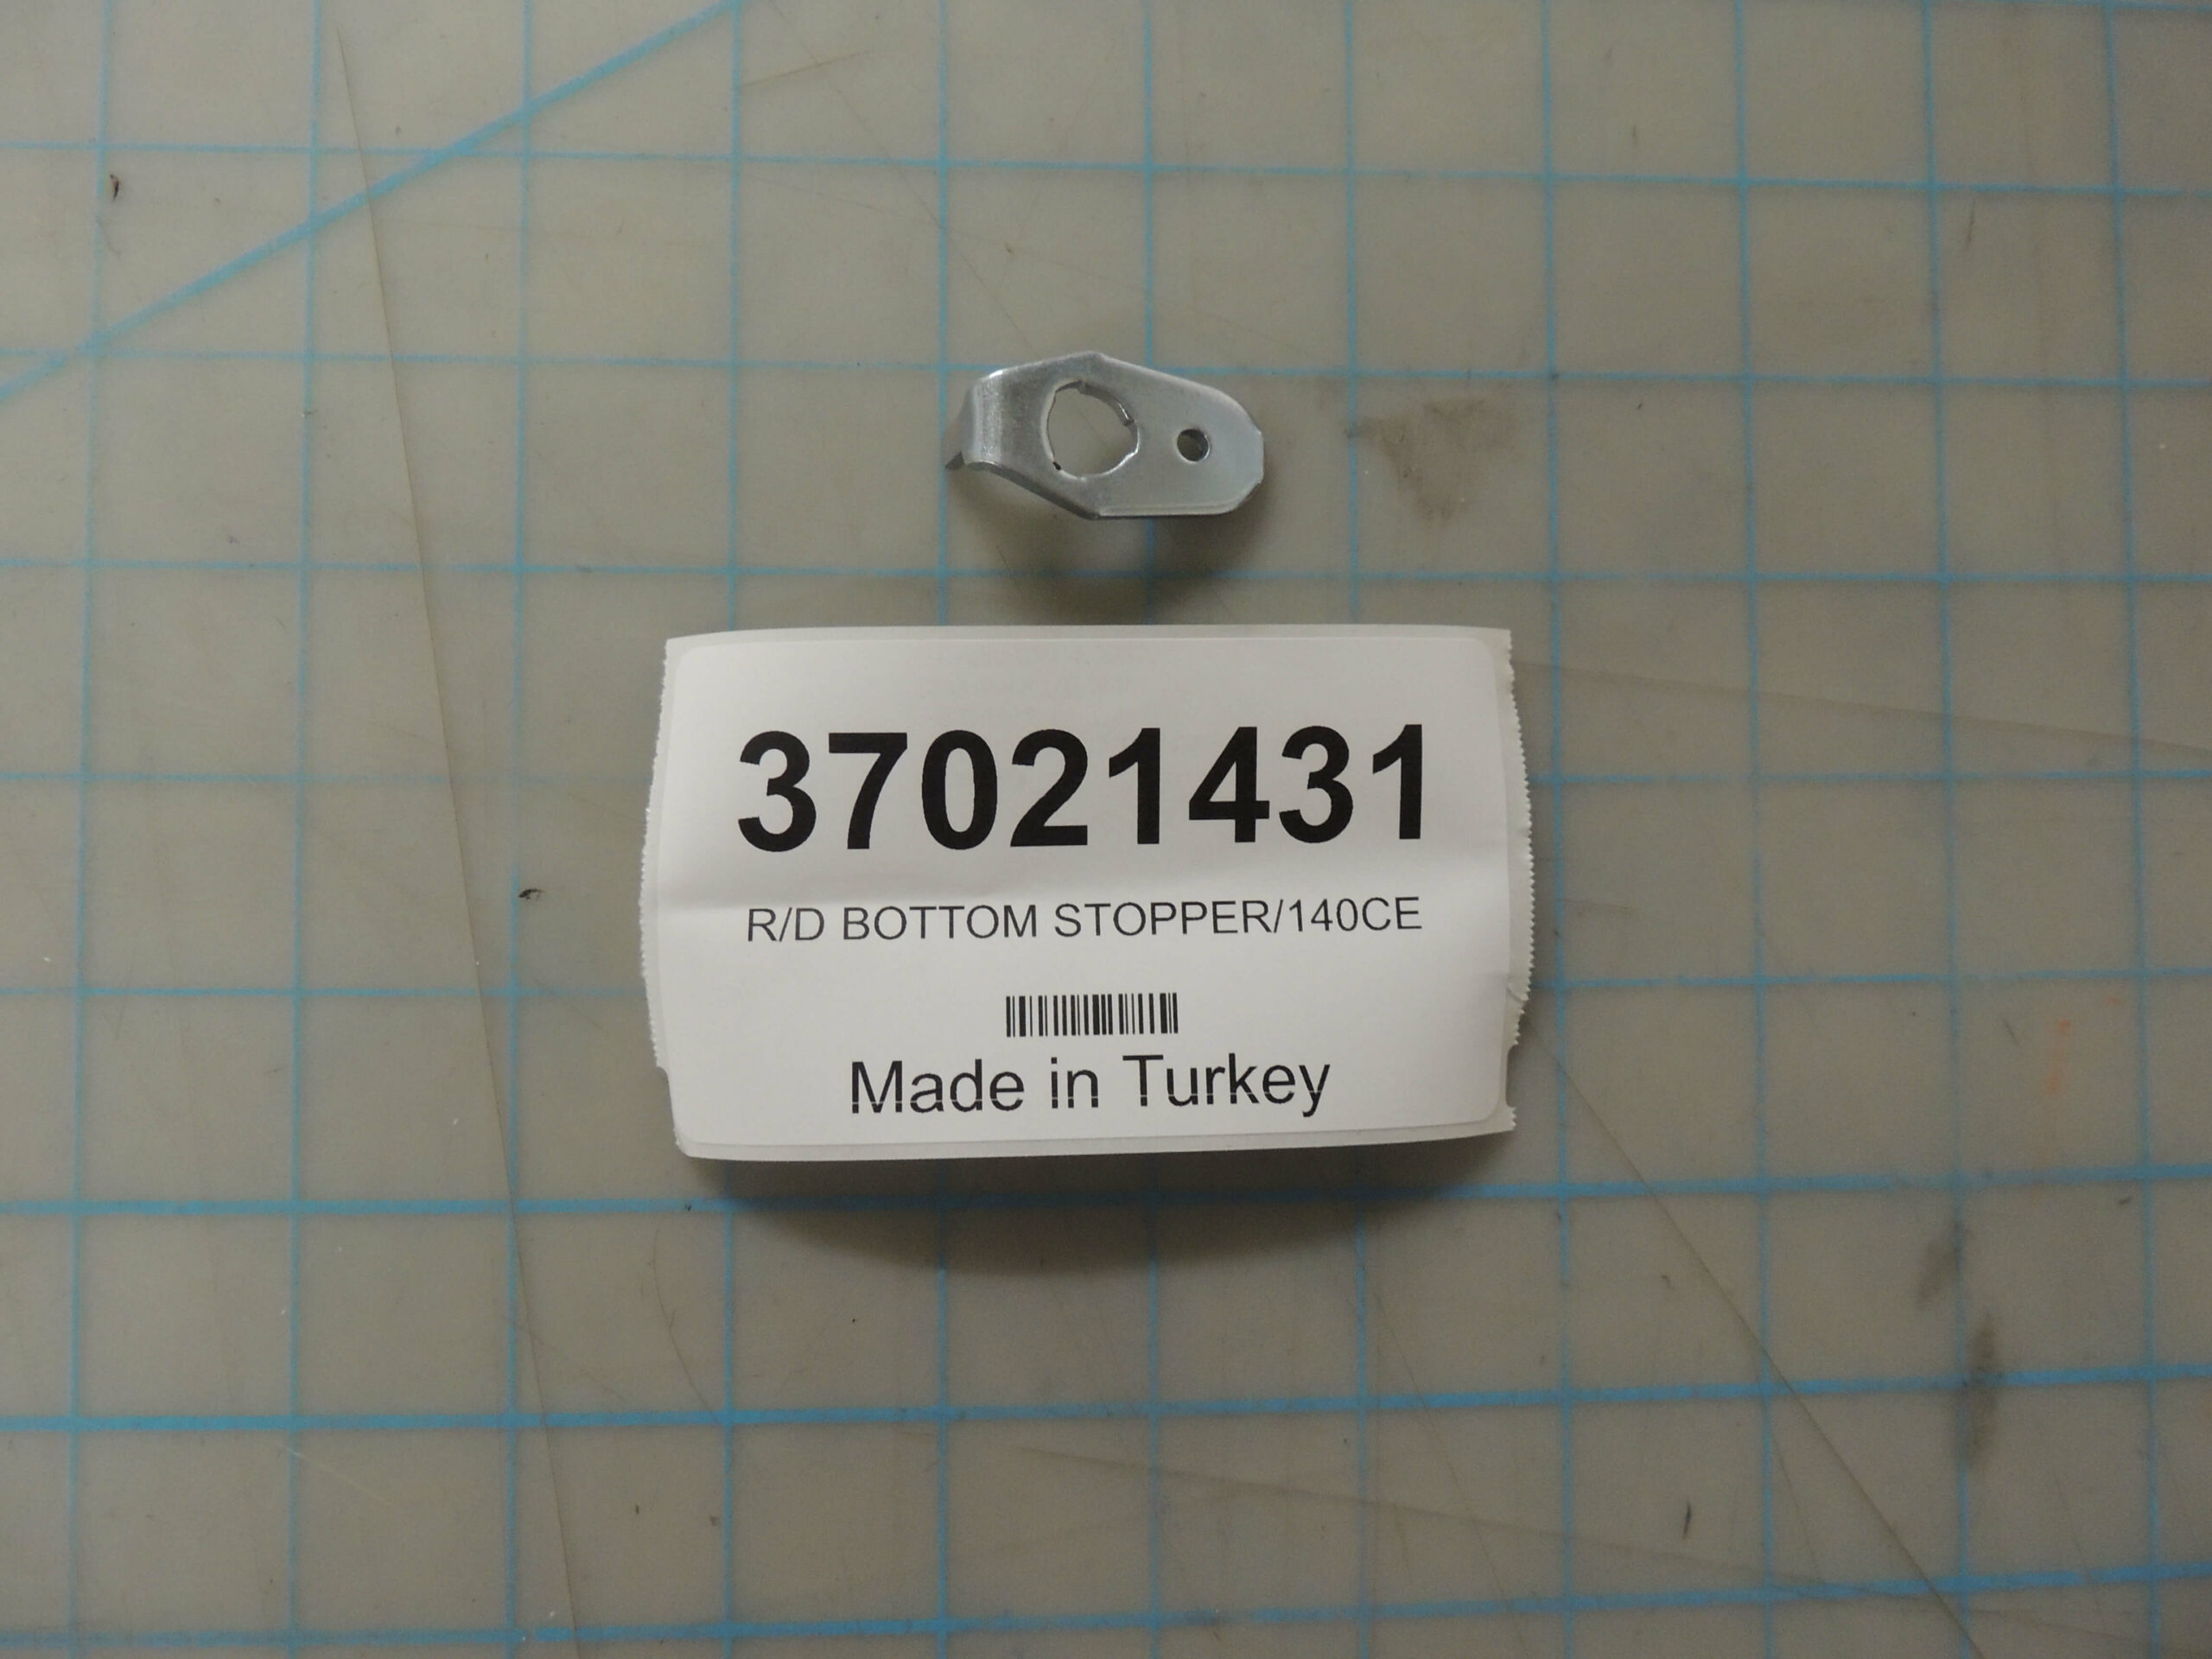 37021431
R/D BOTTOM STOPPER/140CE
Made in Turkey